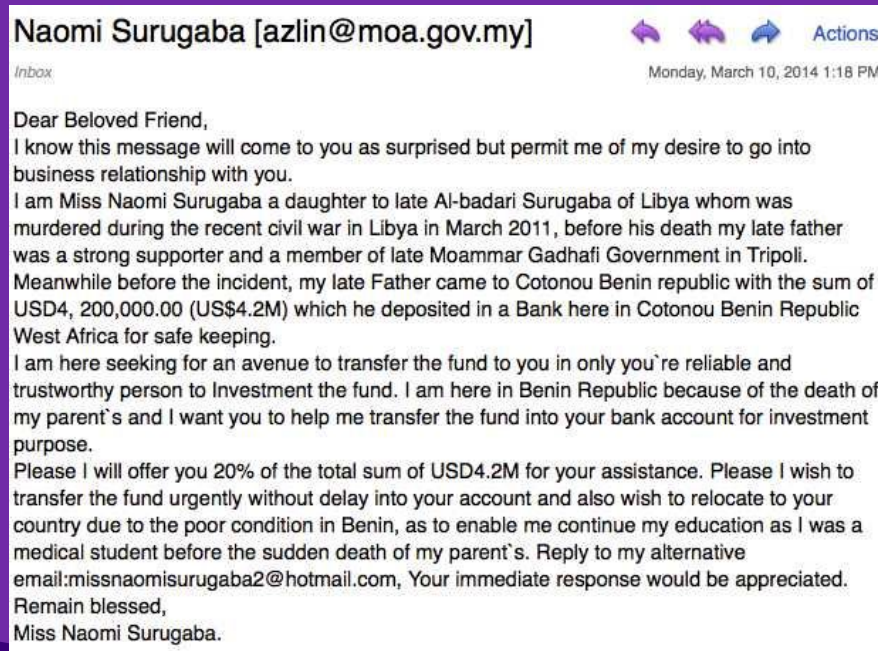 Naomi Surugaba [azlin@moa.gov.my]
Actions
Inbox
Monday, March 10, 2014 1:18 PM
Dear Beloved Friend,
I know this message will come to you as surprised but permit me of my desire to go into
business relationship with you.
I am Miss Naomi Surugaba a daughter to late Al-badari Surugaba of Libya whom was
murdered during the recent civil war in Libya in March 2011, before his death my late father
was a strong supporter and a member of late Moammar Gadhafi Government in Tripoli.
Meanwhile before the incident, my late Father came to Cotonou Benin republic with the sum of
USD4, 200,000.00 (US$4.2M) which he deposited in a Bank here in Cotonou Benin Republic
West Africa for safe keeping.
I am here seeking for an avenue to transfer the fund to you in only you`re reliable and
trustworthy person to Investment the fund. I am here in Benin Republic because of the death of
my parent`s and I want you to help me transfer the fund into your bank account for investment
purpose.
Please I will offer you 20% of the total sum of USD4.2M for your assistance. Please I wish to
transfer the fund urgently without delay into your account and also wish to relocate to your
country due to the poor condition in Benin, as to enable me continue my education as I was a
medical student before the sudden death of my parent`s. Reply to my alternative
email:missnaomisurugaba2@hotmail.com, Your immediate response would be appreciated.
Remain blessed,
Miss Naomi Surugaba.